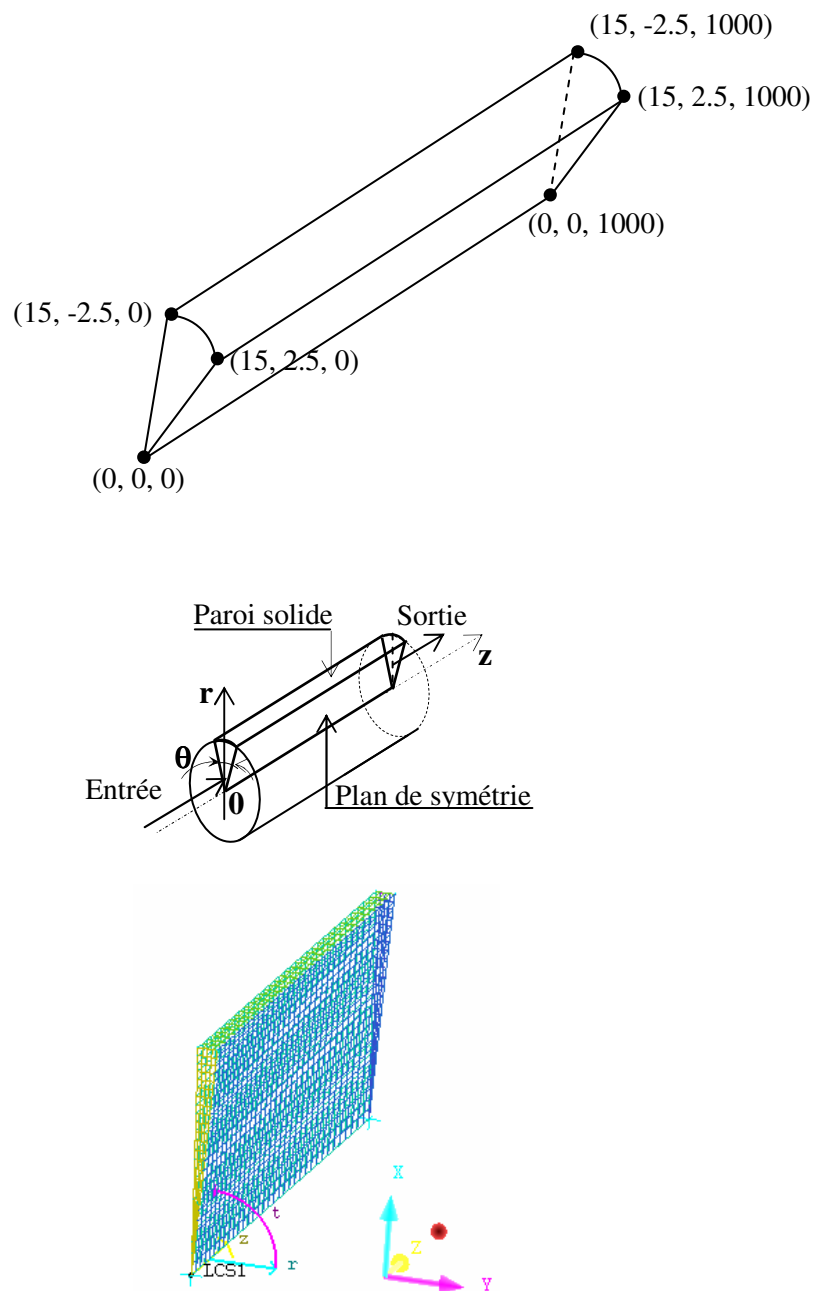 (15, -2.5, 1000)
(15, 2.5, 1000)
(0, 0, 1000)
(15, -2.5, 0)
(15, 2.5, 0)
(0, 0, 0)
Paroi solide
Sortie
z
r
θ
Entrée
0
Plan de symétrie
X
t
z
Z
LCS1
r
Y